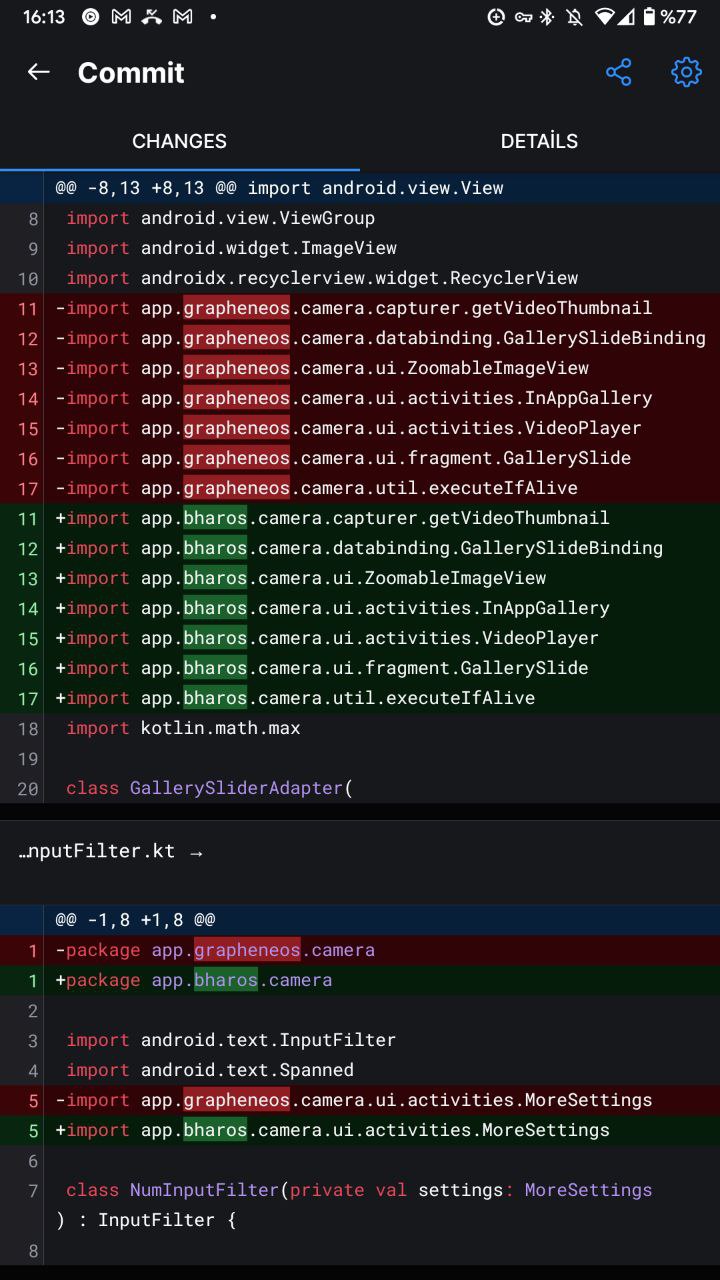 16:13 %77
Commit
CHANGES DETAİLS
@@ -8,13 +8,13 @@ import android.view.View
8 import android.view.ViewGroup
9 import android.widget.ImageView
10 import androidx.recyclerview.widget.RecyclerView
11 -import app.grapheneos.camera.capturer.getVideoThumbnail
12 -import app.grapheneos.camera.databinding.GallerySlideBinding
13 -import app.grapheneos.camera.ui.ZoomableImageView
14 -import app.grapheneos.camera.ui.activities.InAppGallery
15 -import app.grapheneos.camera.ui.activities.VideoPlayer
16 -import app.grapheneos.camera.ui.fragment.GallerySlide
17 -import app.grapheneos.camera.util.executeIfAlive
11 +import app.bharos.camera.capturer.getVideoThumbnail
12 +import app.bharos.camera.databinding.GallerySlideBinding
13 +import app.bharos.camera.ui.ZoomableImageView
14 +import app.bharos.camera.ui.activities.InAppGallery
15 +import app.bharos.camera.ui.activities.VideoPlayer
16 +import app.bharos.camera.ui.fragment.GallerySlide
17 +import app.bharos.camera.util.executeIfAlive
18 import kotlin.math.max
19
20 class GallerySliderAdapter(
…nputFilter.kt →
@@ -1,8 +1,8 @@
1 -package app.grapheneos.camera
1 +package app.bharos.camera
2
3 import android.text.InputFilter
4 import android.text.Spanned
5 -import app.grapheneos.camera.ui.activities.MoreSettings
5 +import app.bharos.camera.ui.activities.MoreSettings
6
7 class NumInputFilter(private val settings: MoreSettings
) : InputFilter {
8